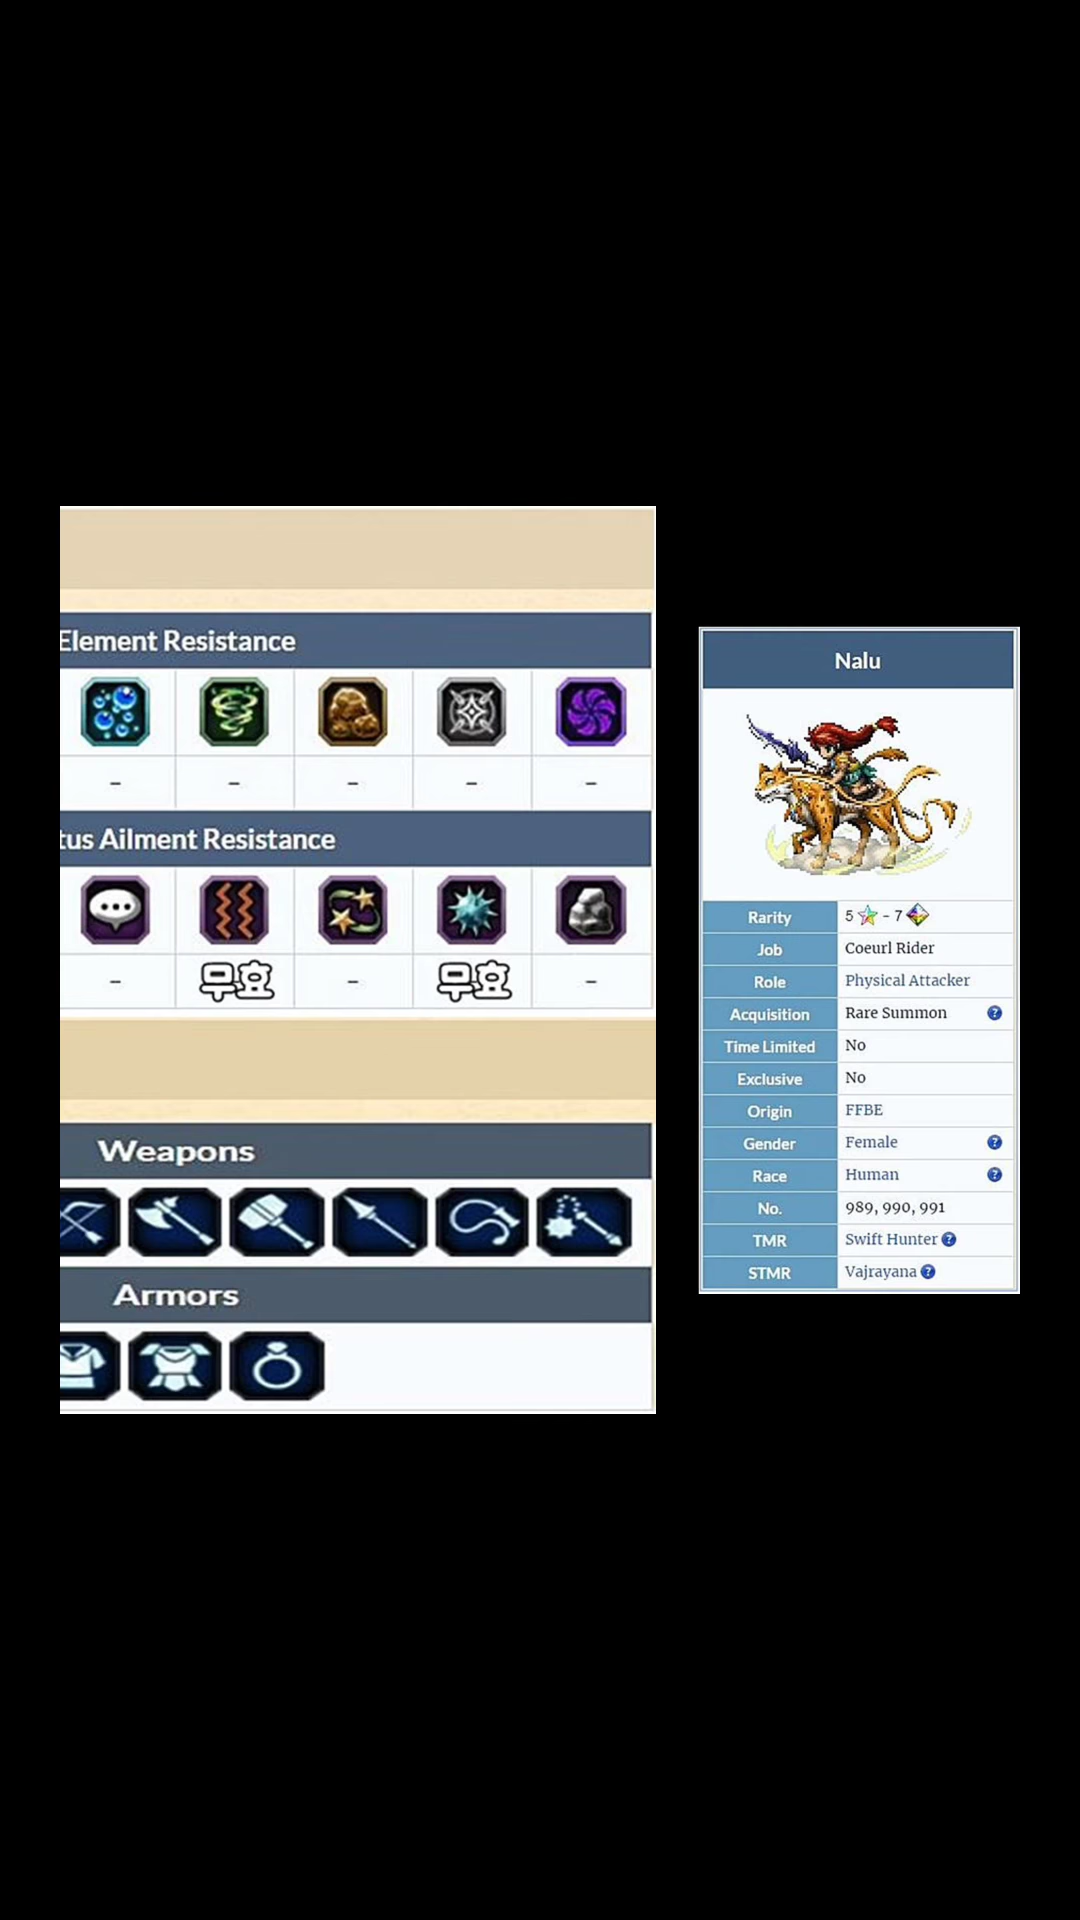 Element Resistance
- - - - -
tus Ailment Resistance
- 무효 - 무효 -
Weapons
Armors
Nalu
Rarity 5 - 7
Job Coeurl Rider
Role Physical Attacker
Acquisition Rare Summon ?
Time Limited No
Exclusive No
Origin FFBE
Gender Female ?
Race Human ?
No. 989, 990, 991
TMR Swift Hunter ?
STMR Vajrayana ?